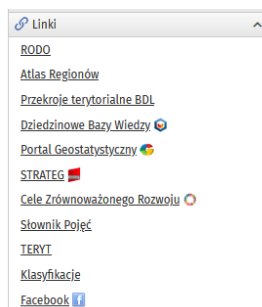 Linki
RODO
Atlas Regionów
Przekroje terytorialne BDL
Dziedzinowe Bazy Wiedzy
Portal Geostatystyczny
STRATEG
Cele Zrównoważonego Rozwoju
Słownik Pojęć
TERYT
Klasyfikacje
Facebook